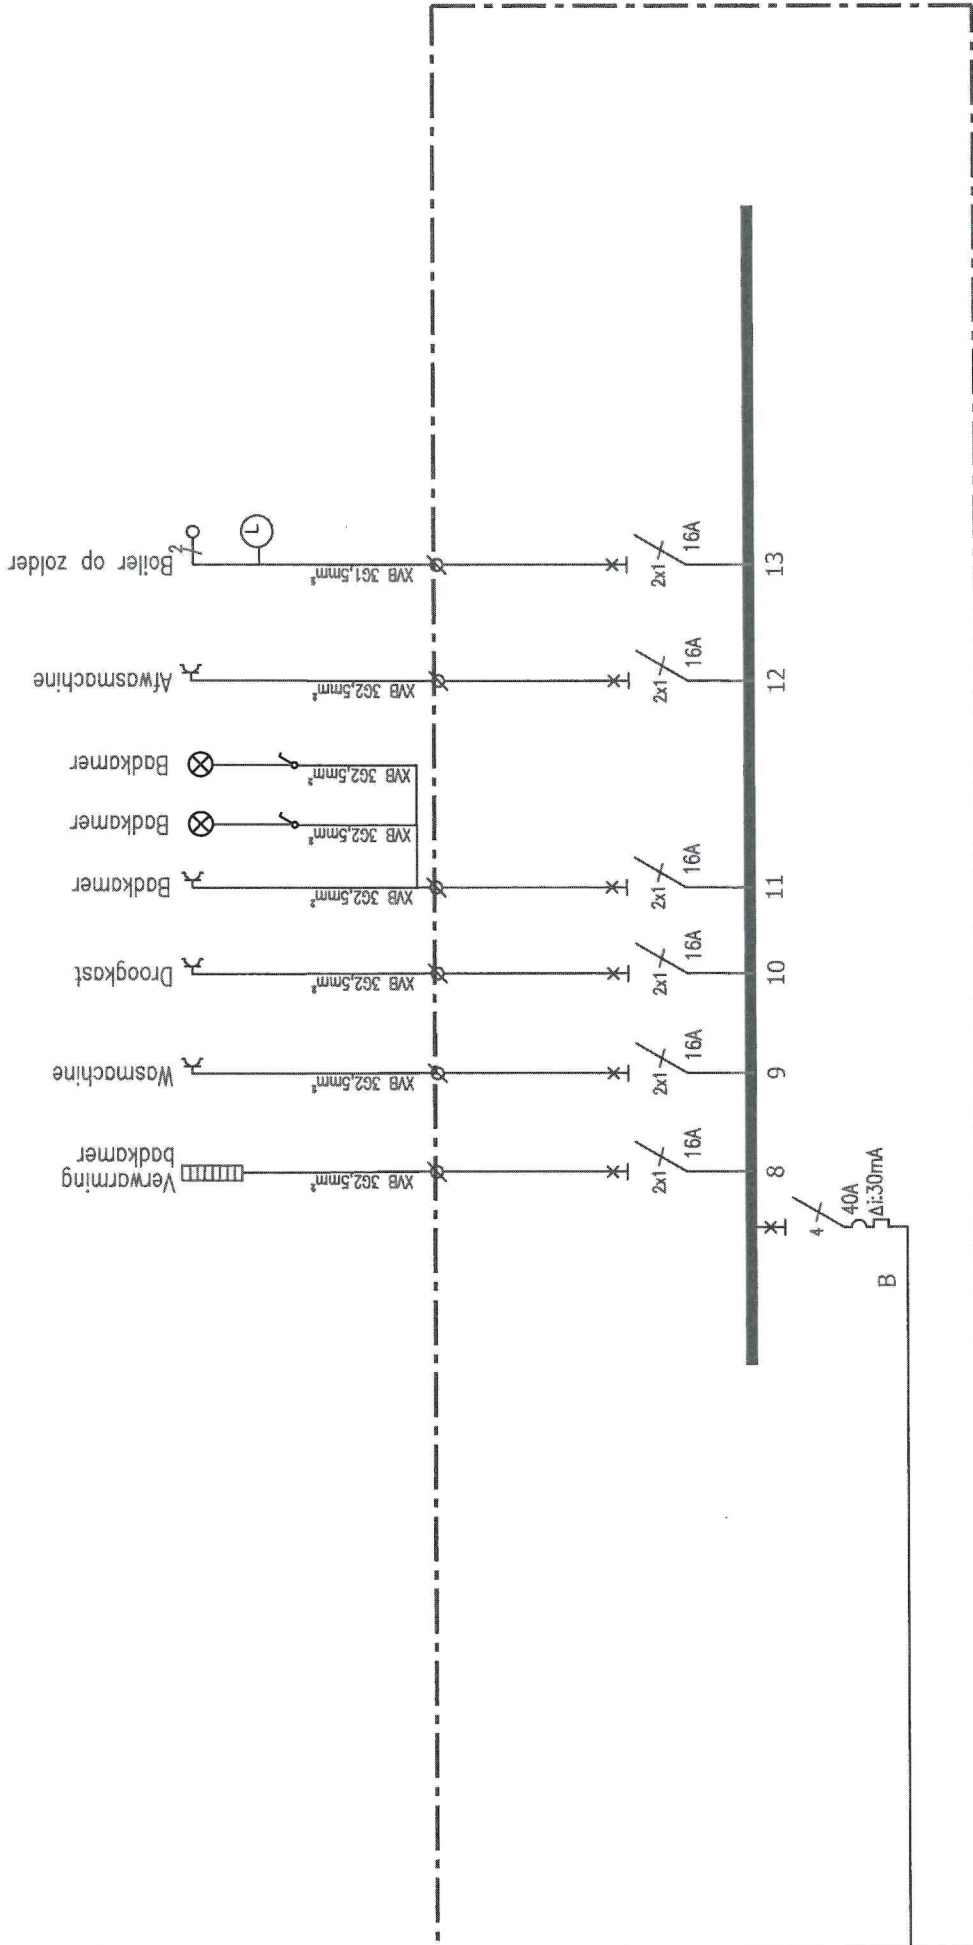 Boiler op zolder
2
L
XVB 3G1,5mm²
2x1
16A
13
Afwasmachine
XVB 3G2,5mm²
2x1
16A
12
Badkamer
XVB 3G2,5mm²
Badkamer
XVB 3G2,5mm²
Badkamer
XVB 3G2,5mm²
2x1
16A
11
Droogkast
XVB 3G2,5mm²
2x1
16A
10
Wasmachine
XVB 3G2,5mm²
2x1
16A
9
Verwarming
badkamer
XVB 3G2,5mm²
2x1
16A
8
4
40A
Δi:30mA
B